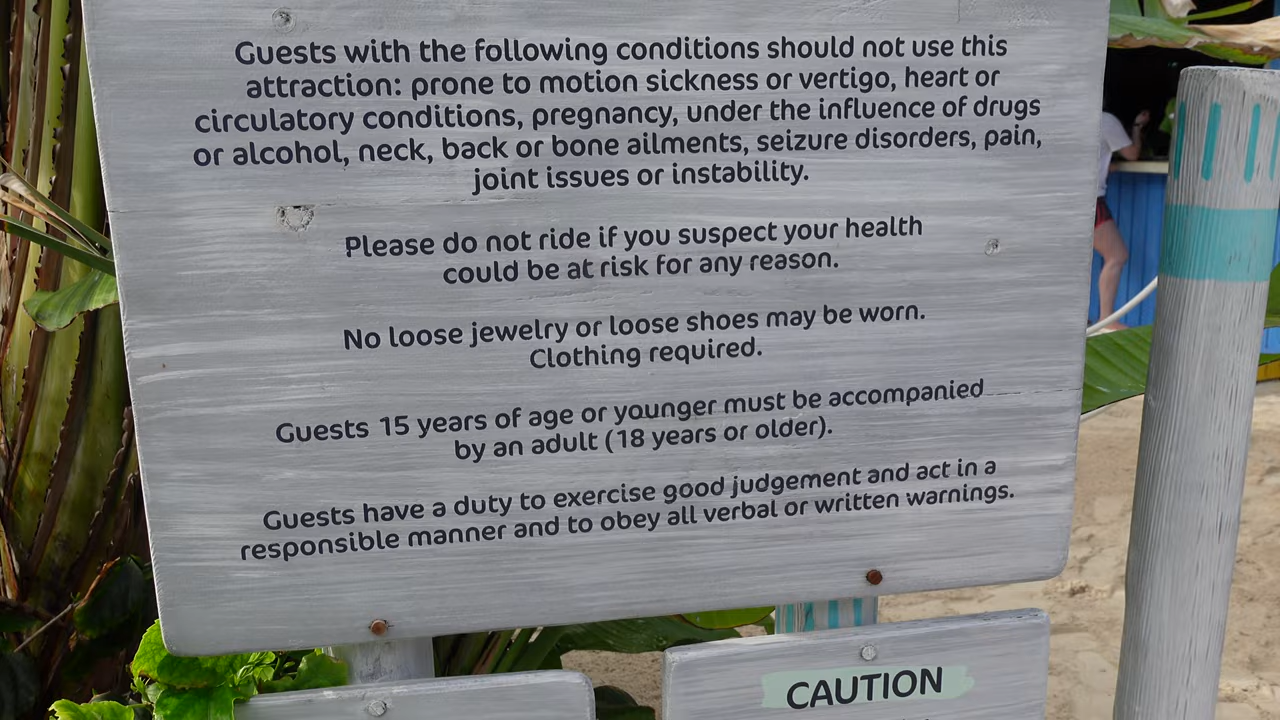 Guests with the following conditions should not use this
attraction: prone to motion sickness or vertigo, heart or
circulatory conditions, pregnancy, under the influence of drugs
or alcohol, neck, back or bone ailments, seizure disorders, pain,
joint issues or instability.
Please do not ride if you suspect your health
could be at risk for any reason.
No loose jewelry or loose shoes may be worn.
Clothing required.
Guests 15 years of age or younger must be accompanied
by an adult (18 years or older).
Guests have a duty to exercise good judgement and act in a
responsible manner and to obey all verbal or written warnings.
CAUTION